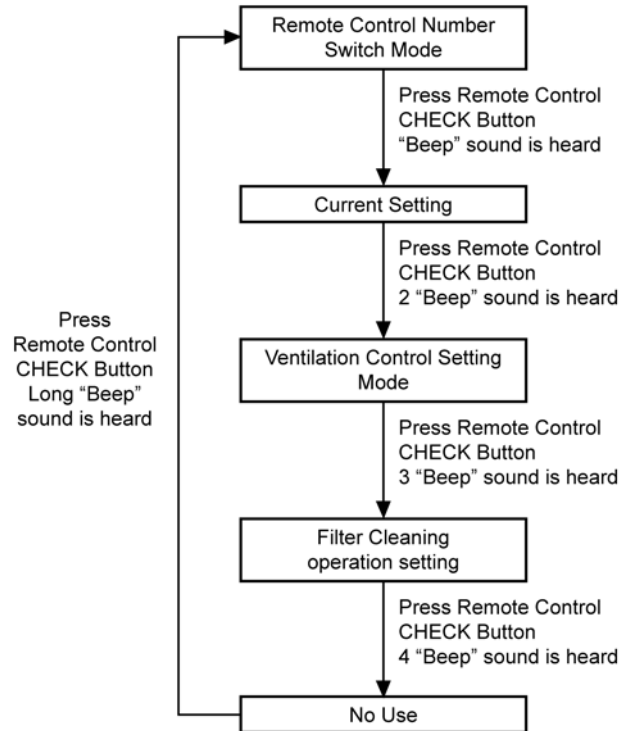 Remote Control Number
Switch Mode
Press Remote Control
CHECK Button
“Beep” sound is heard
Current Setting
Press Remote Control
CHECK Button
2 “Beep” sound is heard
Press
Remote Control
CHECK Button
Long “Beep”
sound is heard
Ventilation Control Setting
Mode
Press Remote Control
CHECK Button
3 “Beep” sound is heard
Filter Cleaning
operation setting
Press Remote Control
CHECK Button
4 “Beep” sound is heard
No Use